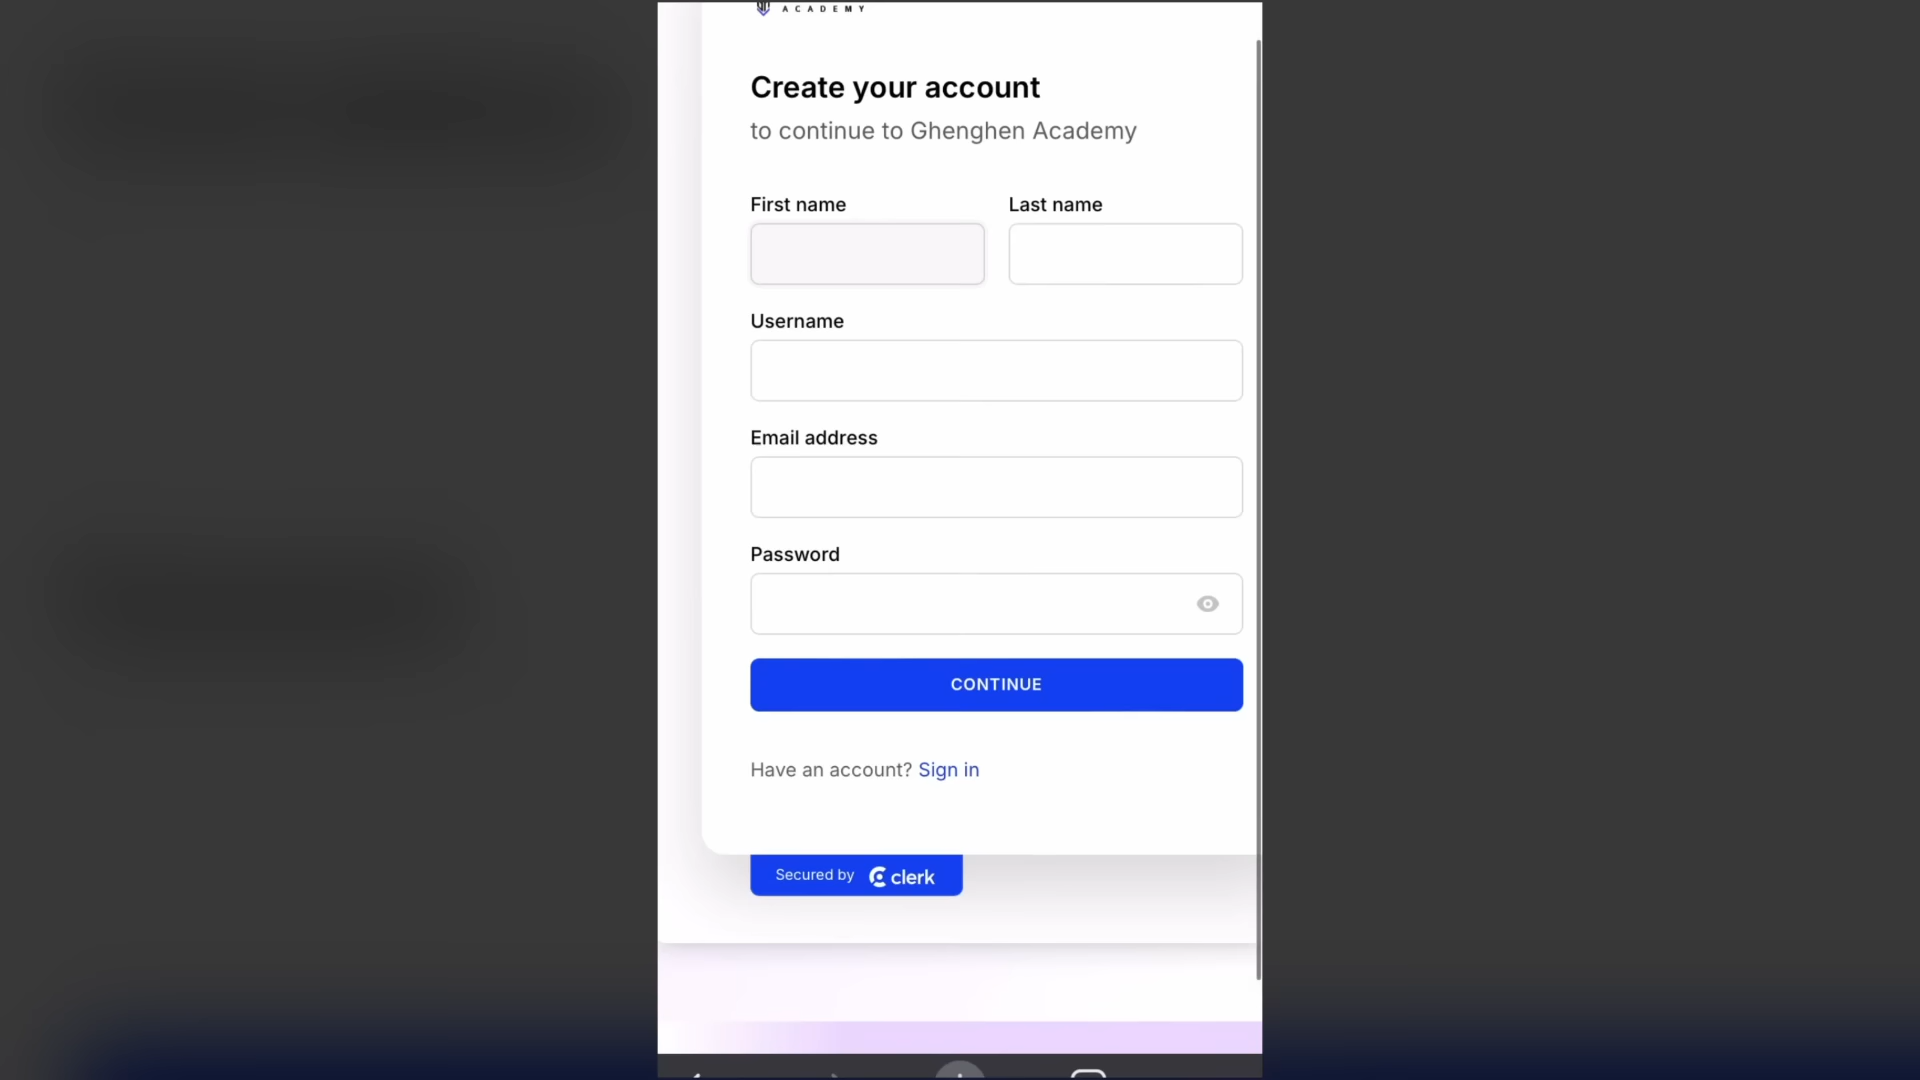 ACADEMY
Create your account
to continue to Ghenghen Academy
First name Last name
Username
Email address
Password
CONTINUE
Have an account? Sign in
Secured by clerk